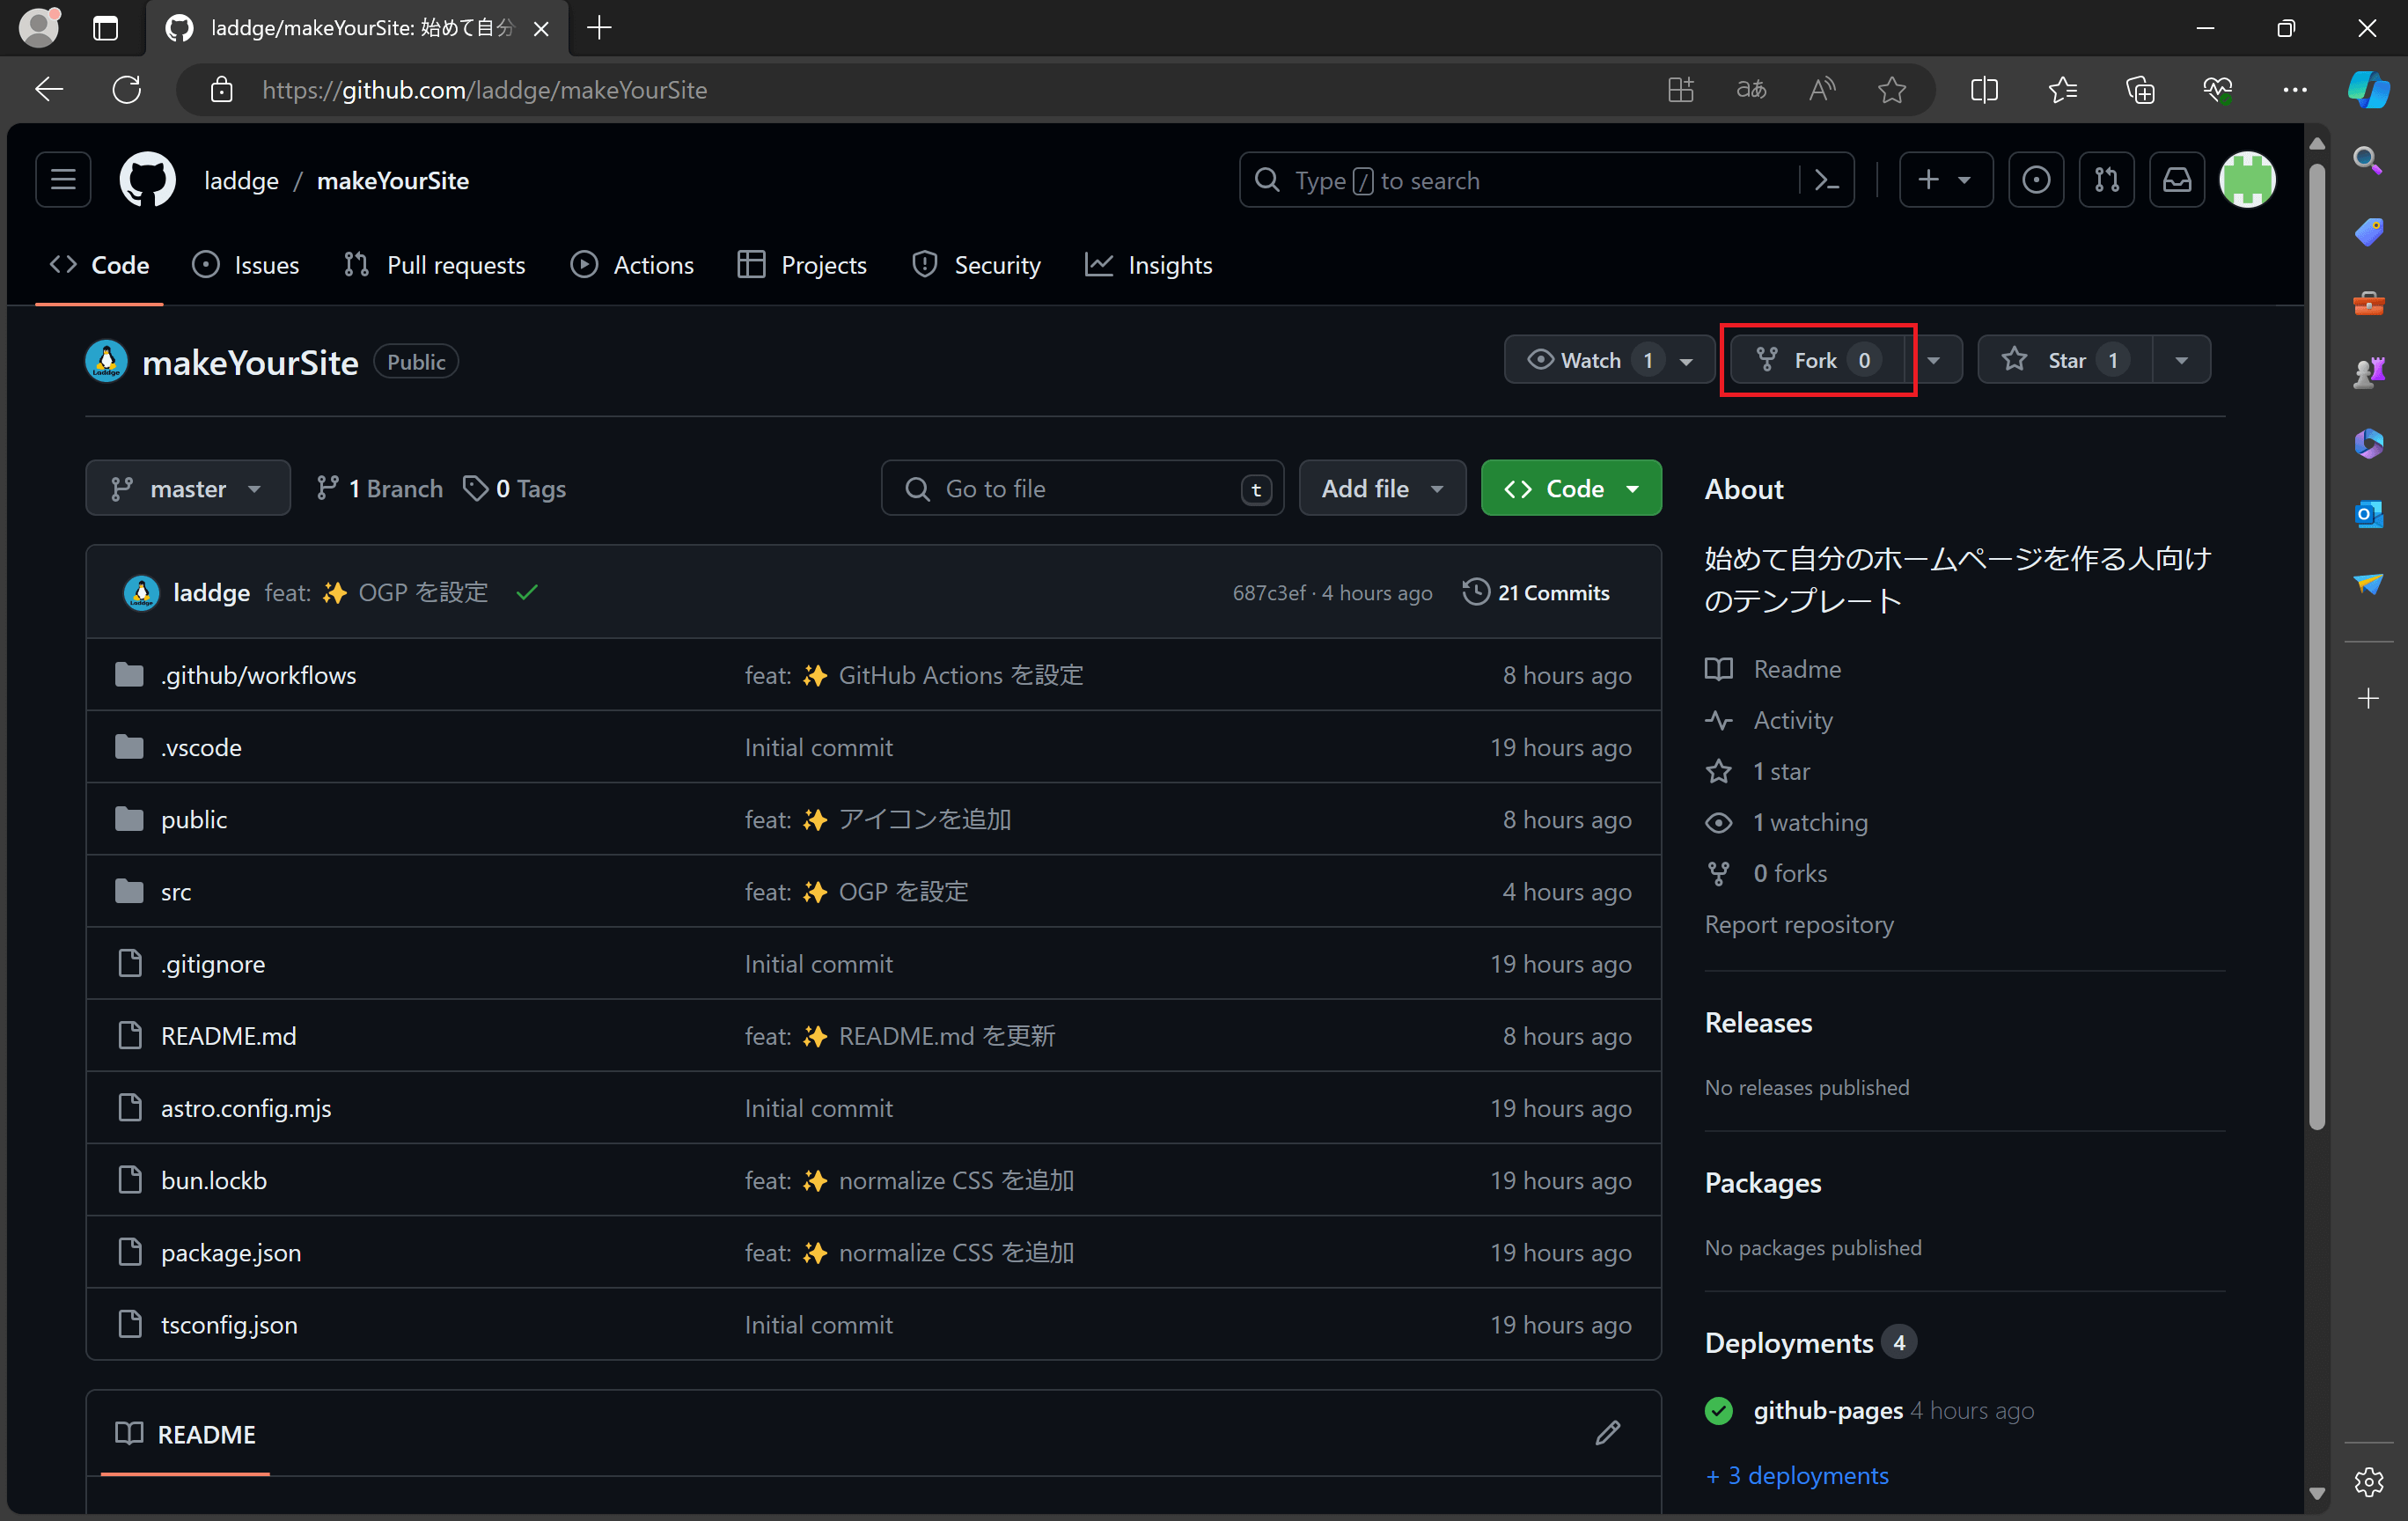 laddge/makeYourSite: 始めて自分
https://github.com/laddge/makeYourSite
laddge / makeYourSite
Type / to search
Code Issues Pull requests Actions Projects Security Insights
makeYourSite Public
Watch 1
Fork 0
Star 1
master
1 Branch
0 Tags
Go to file t
Add file
Code
laddge feat: ✨ OGP を設定
687c3ef · 4 hours ago
21 Commits
.github/workflows feat: ✨ GitHub Actions を設定 8 hours ago
.vscode Initial commit 19 hours ago
public feat: ✨ アイコンを追加 8 hours ago
src feat: ✨ OGP を設定 4 hours ago
.gitignore Initial commit 19 hours ago
README.md feat: ✨ README.md を更新 8 hours ago
astro.config.mjs Initial commit 19 hours ago
bun.lockb feat: ✨ normalize CSS を追加 19 hours ago
package.json feat: ✨ normalize CSS を追加 19 hours ago
tsconfig.json Initial commit 19 hours ago
README
About
始めて自分のホームページを作る人向け
のテンプレート
Readme
Activity
1 star
1 watching
0 forks
Report repository
Releases
No releases published
Packages
No packages published
Deployments 4
github-pages 4 hours ago
+ 3 deployments